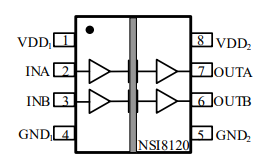 VDD₁ 1 8 VDD₂
INA 2 7 OUTA
INB 3 6 OUTB
GND₁ 4 5 GND₂
NSI8120